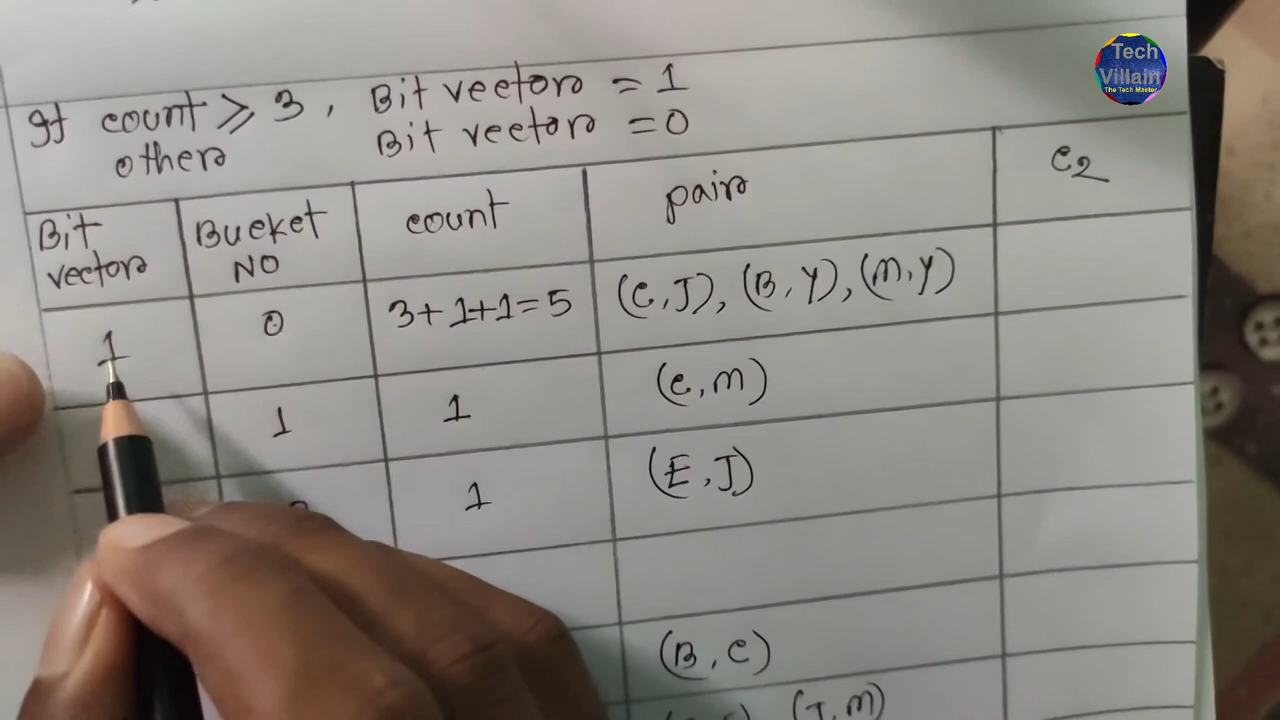 Tech
Villain
The Tech Master
If count ≥ 3, Bit vector = 1
other Bit vector = 0
Bit vector Bucket NO count pair C2
1 0 3+1+1=5 (C,J), (B,Y), (M,Y)
1 1 (C,M)
1 (E,J)
(B,C)
(J,M)